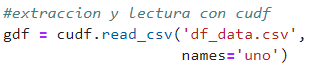 #extraccion y lectura con cudf
gdf = cudf.read_csv('df_data.csv',
names='uno')